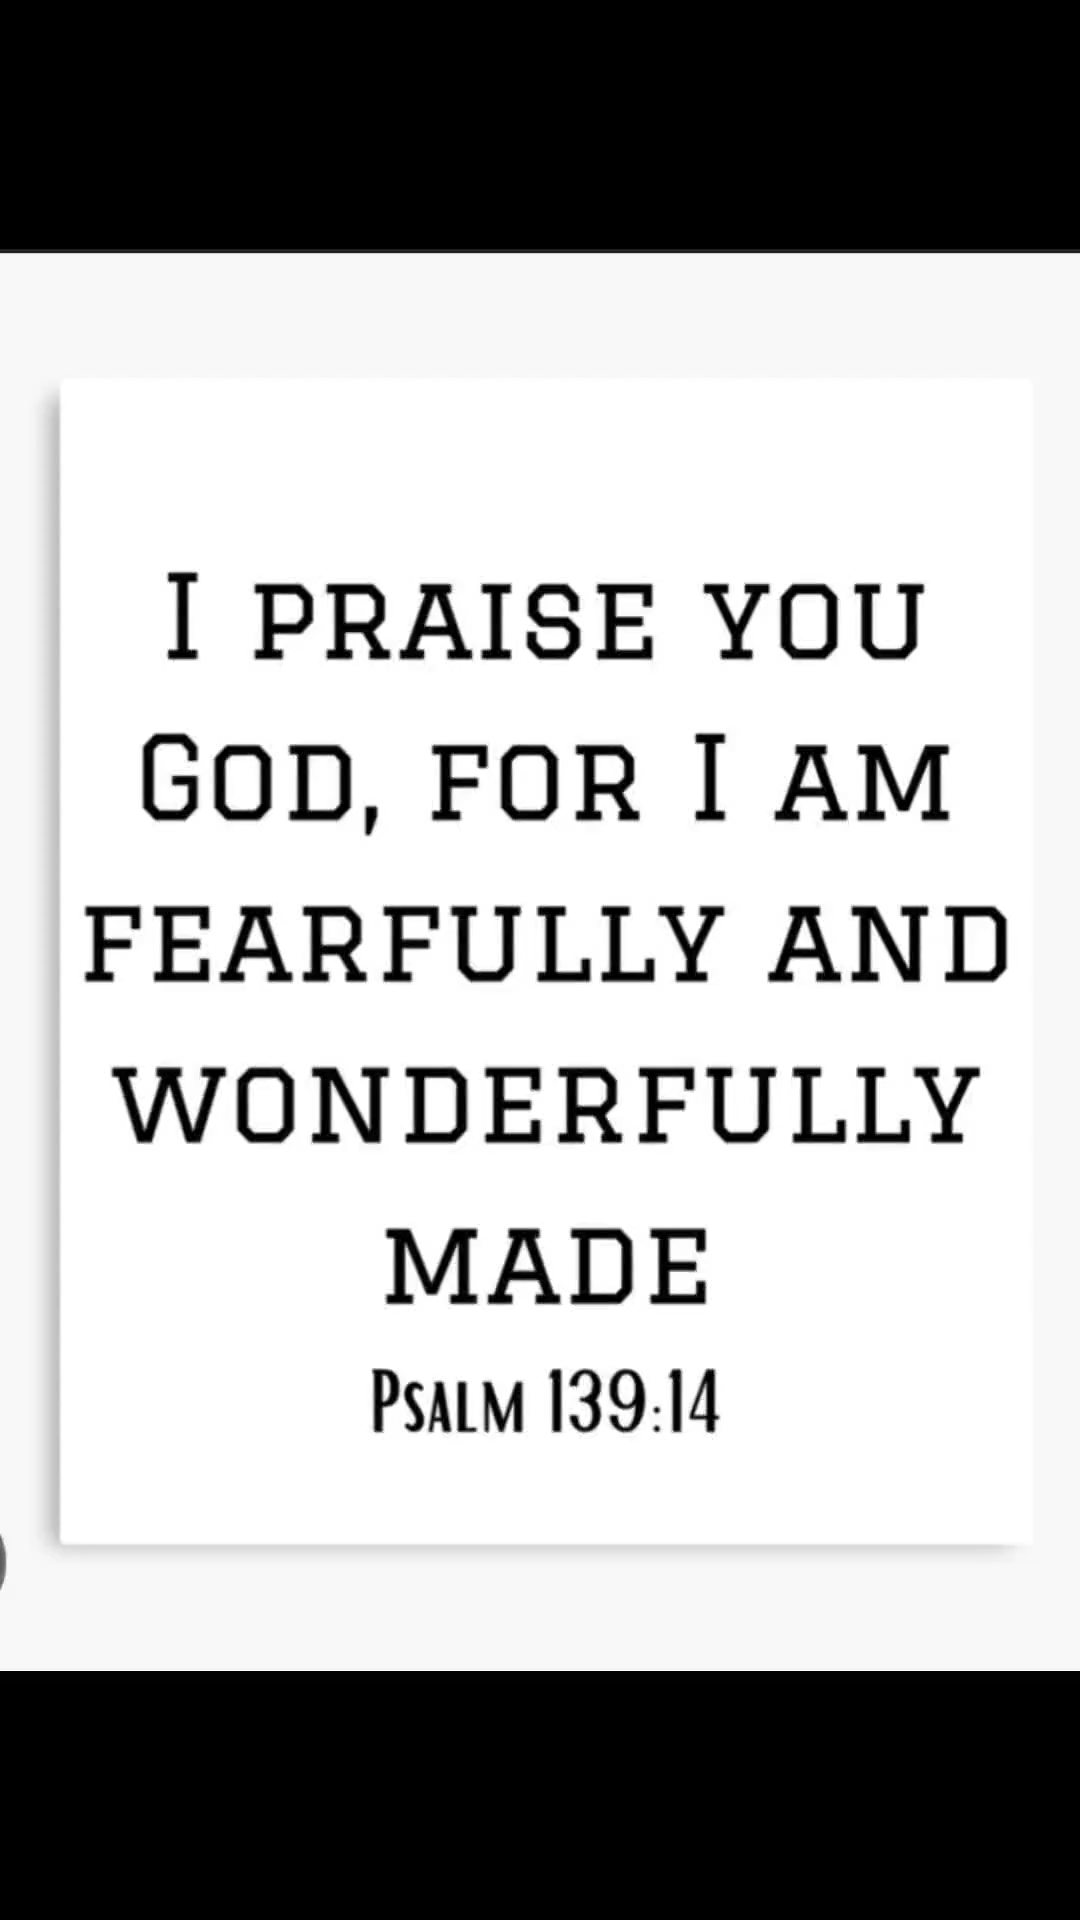 I PRAISE YOU
GOD, FOR I AM
FEARFULLY AND
WONDERFULLY
MADE
PSALM 139:14